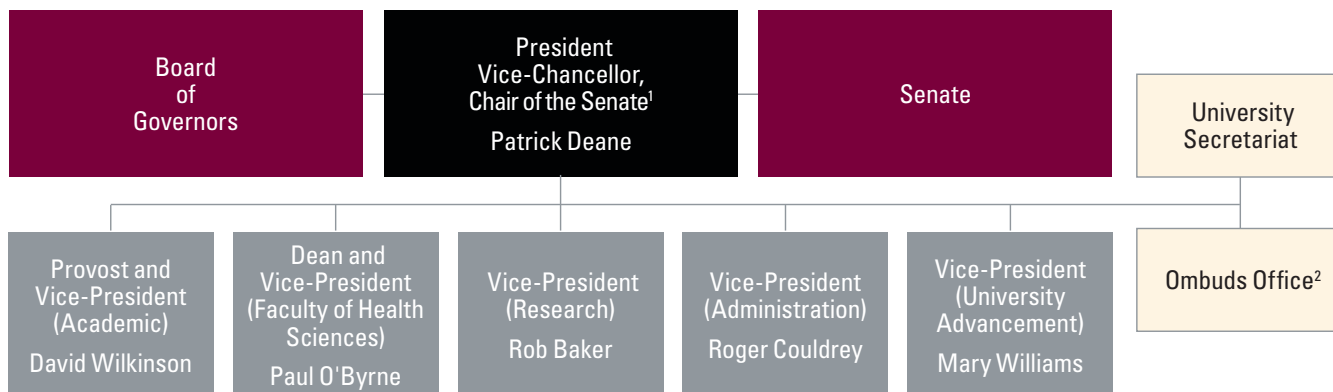 Board
of
Governors
President
Vice-Chancellor,
Chair of the Senate¹
Patrick Deane
Senate
University
Secretariat
Provost and
Vice-President
(Academic)
David Wilkinson
Dean and
Vice-President
(Faculty of Health
Sciences)
Paul O'Byrne
Vice-President
(Research)
Rob Baker
Vice-President
(Administration)
Roger Couldrey
Vice-President
(University
Advancement)
Mary Williams
Ombuds Office²